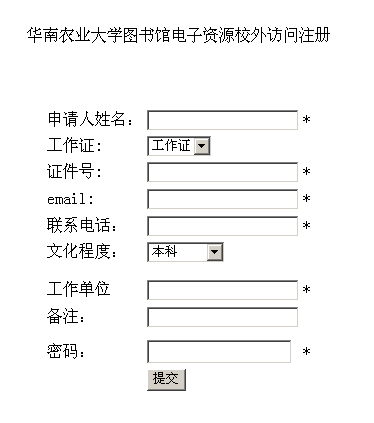 华南农业大学图书馆电子资源校外访问注册
申请人姓名： *
工作证: 工作证
证件号: *
email: *
联系电话: *
文化程度: 本科
工作单位 *
备注:
密码: *
提交